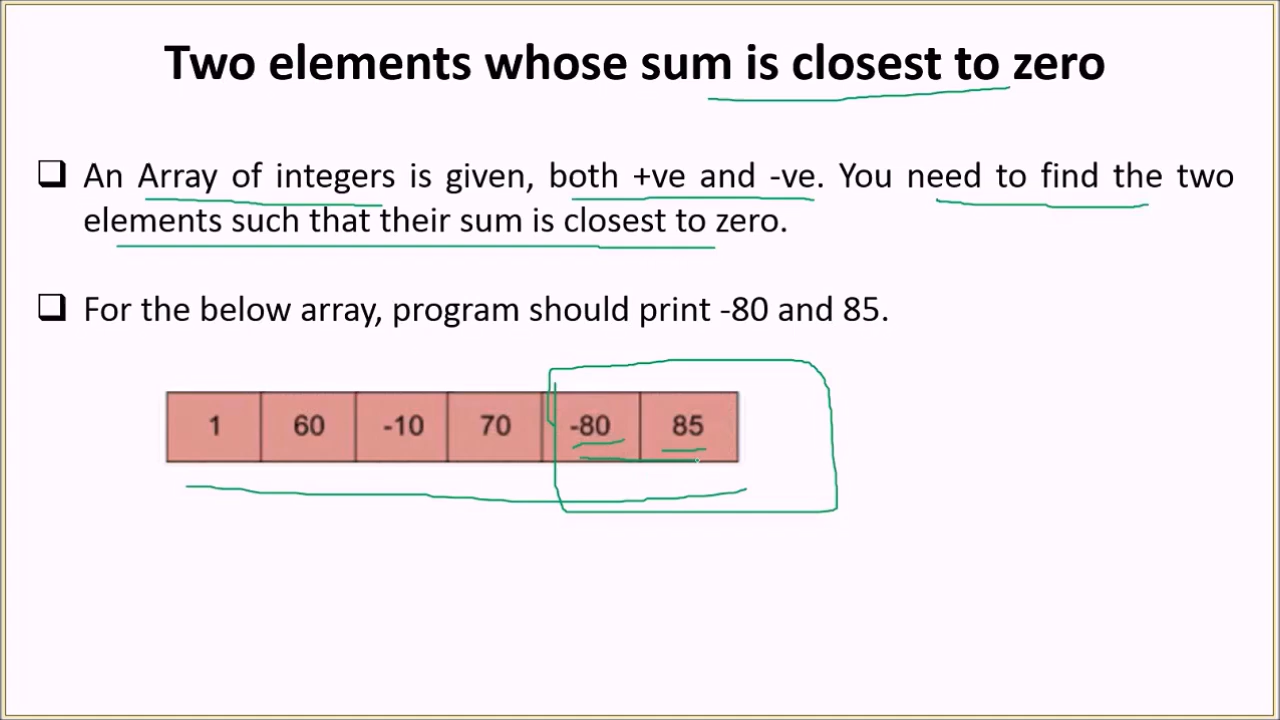 Two elements whose sum is closest to zero
An Array of integers is given, both +ve and -ve. You need to find the two
elements such that their sum is closest to zero.
For the below array, program should print -80 and 85.
1 60 -10 70 -80 85